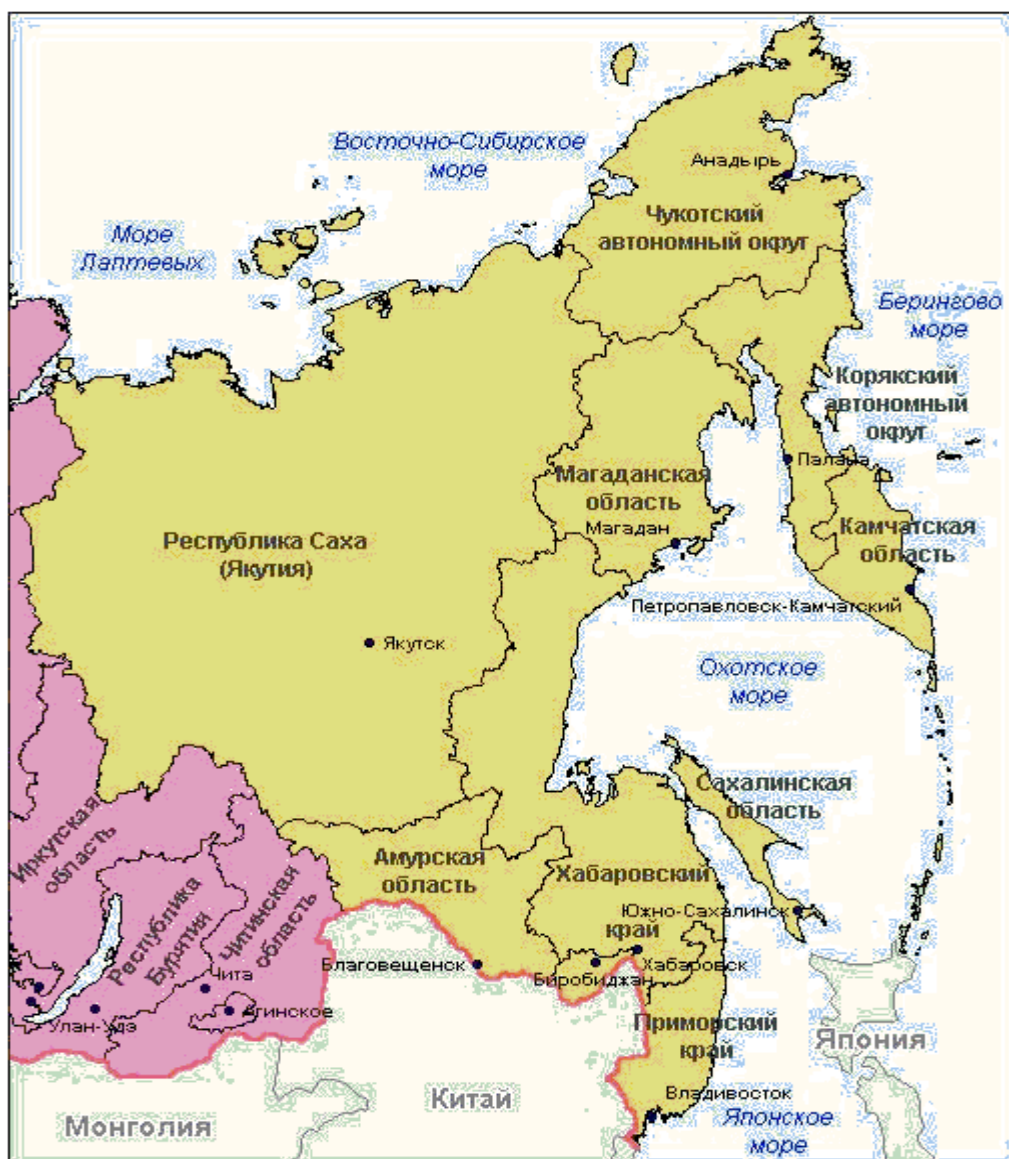 Восточно-Сибирское
море
Анадырь
Чукотский
автономный округ
Море
Лаптевых
Берингово
море
Корякский
автономный
округ
Палана
Магаданская
область
Магадан
Камчатская
область
Республика Саха
(Якутия)
Петропавловск-Камчатский
Якутск
Охотское
море
Сахалинская
область
Иркутская
область
Амурская
область
Хабаровский
край
Южно-Сахалинск
Республика
Бурятия
Читинская
область
Благовещенск
Биробиджан
Хабаровск
Чита
Улан-Удэ
Агинское
Приморский
край
Япония
Китай
Владивосток
Монголия
Японское
море